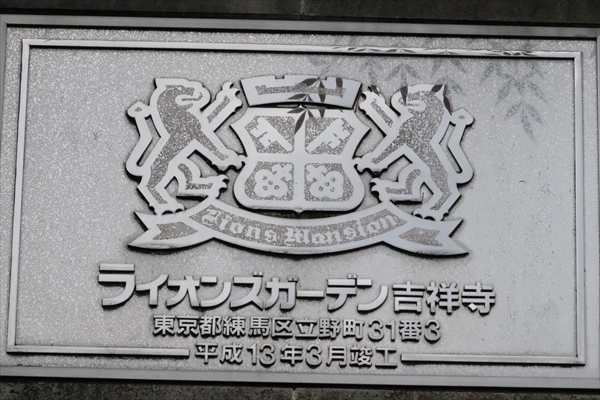 Lions Mansion
ライオンズガーデン吉祥寺
東京都練馬区立野町31番3
平成13年3月竣工